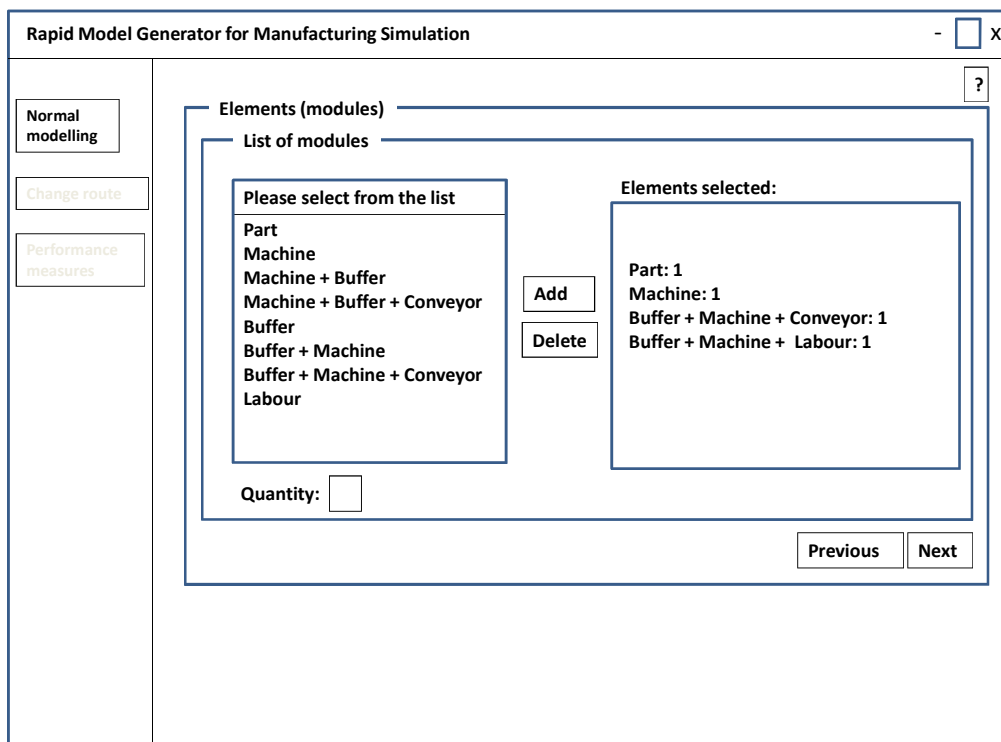 Rapid Model Generator for Manufacturing Simulation
- X
?
Normal
modelling
Change route
Performance
measures
Elements (modules)
List of modules
Please select from the list
Part
Machine
Machine + Buffer
Machine + Buffer + Conveyor
Buffer
Buffer + Machine
Buffer + Machine + Conveyor
Labour
Quantity:
Add
Delete
Elements selected:
Part: 1
Machine: 1
Buffer + Machine + Conveyor: 1
Buffer + Machine +  Labour: 1
Previous
Next